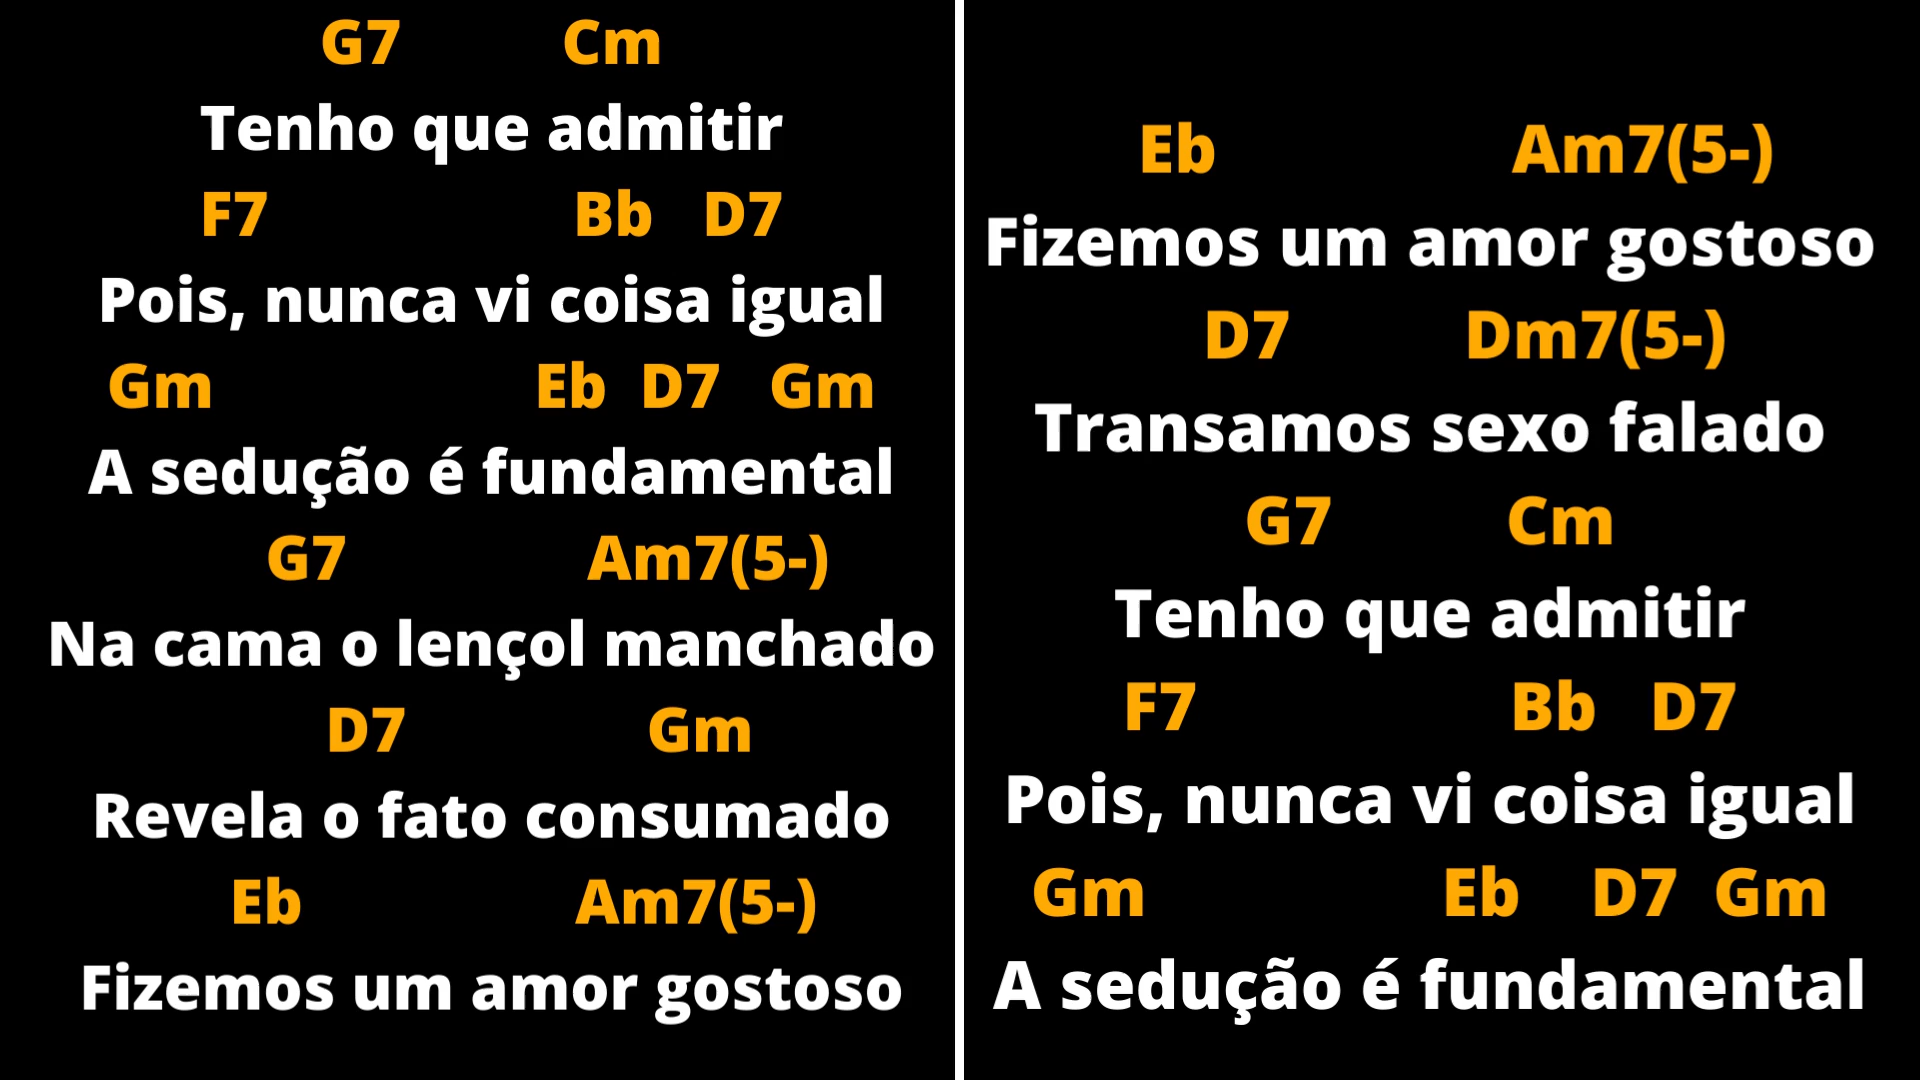 G7 Cm
Tenho que admitir
F7 Bb D7
Pois, nunca vi coisa igual
Gm Eb D7 Gm
A sedução é fundamental
G7 Am7(5-)
Na cama o lençol manchado
D7 Gm
Revela o fato consumado
Eb Am7(5-)
Fizemos um amor gostoso
Eb Am7(5-)
Fizemos um amor gostoso
D7 Dm7(5-)
Transamos sexo falado
G7 Cm
Tenho que admitir
F7 Bb D7
Pois, nunca vi coisa igual
Gm Eb D7 Gm
A sedução é fundamental